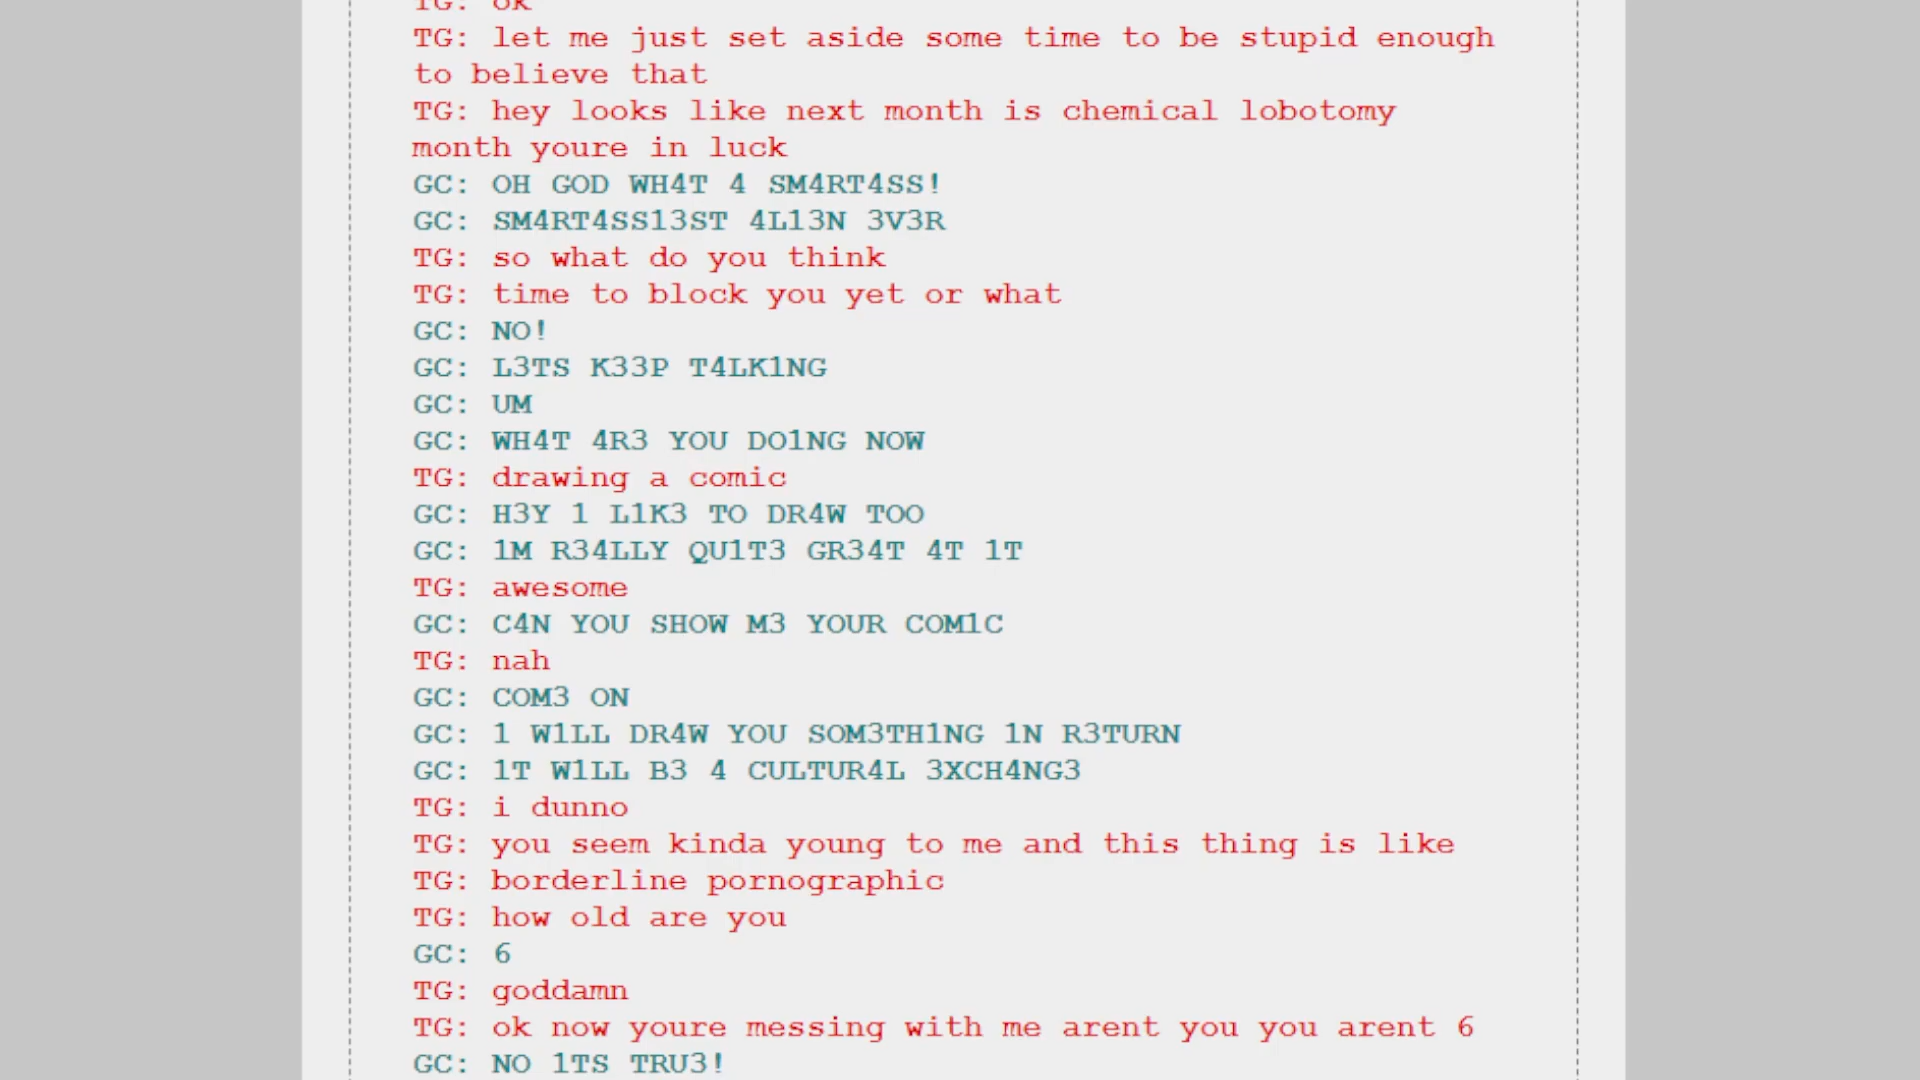 TG: ok
TG: let me just set aside some time to be stupid enough
to believe that
TG: hey looks like next month is chemical lobotomy
month youre in luck
GC: OH GOD WH4T 4 SM4RT4SS!
GC: SM4RT4SS13ST 4L13N 3V3R
TG: so what do you think
TG: time to block you yet or what
GC: NO!
GC: L3TS K33P T4LK1NG
GC: UM
GC: WH4T 4R3 YOU DO1NG NOW
TG: drawing a comic
GC: H3Y 1 L1K3 TO DR4W TOO
GC: 1M R34LLY QU1T3 GR34T 4T 1T
TG: awesome
GC: C4N YOU SHOW M3 YOUR COM1C
TG: nah
GC: COM3 ON
GC: 1 W1LL DR4W YOU SOM3TH1NG 1N R3TURN
GC: 1T W1LL B3 4 CULTUR4L 3XCH4NG3
TG: i dunno
TG: you seem kinda young to me and this thing is like
TG: borderline pornographic
TG: how old are you
GC: 6
TG: goddamn
TG: ok now youre messing with me arent you you arent 6
GC: NO 1TS TRU3!